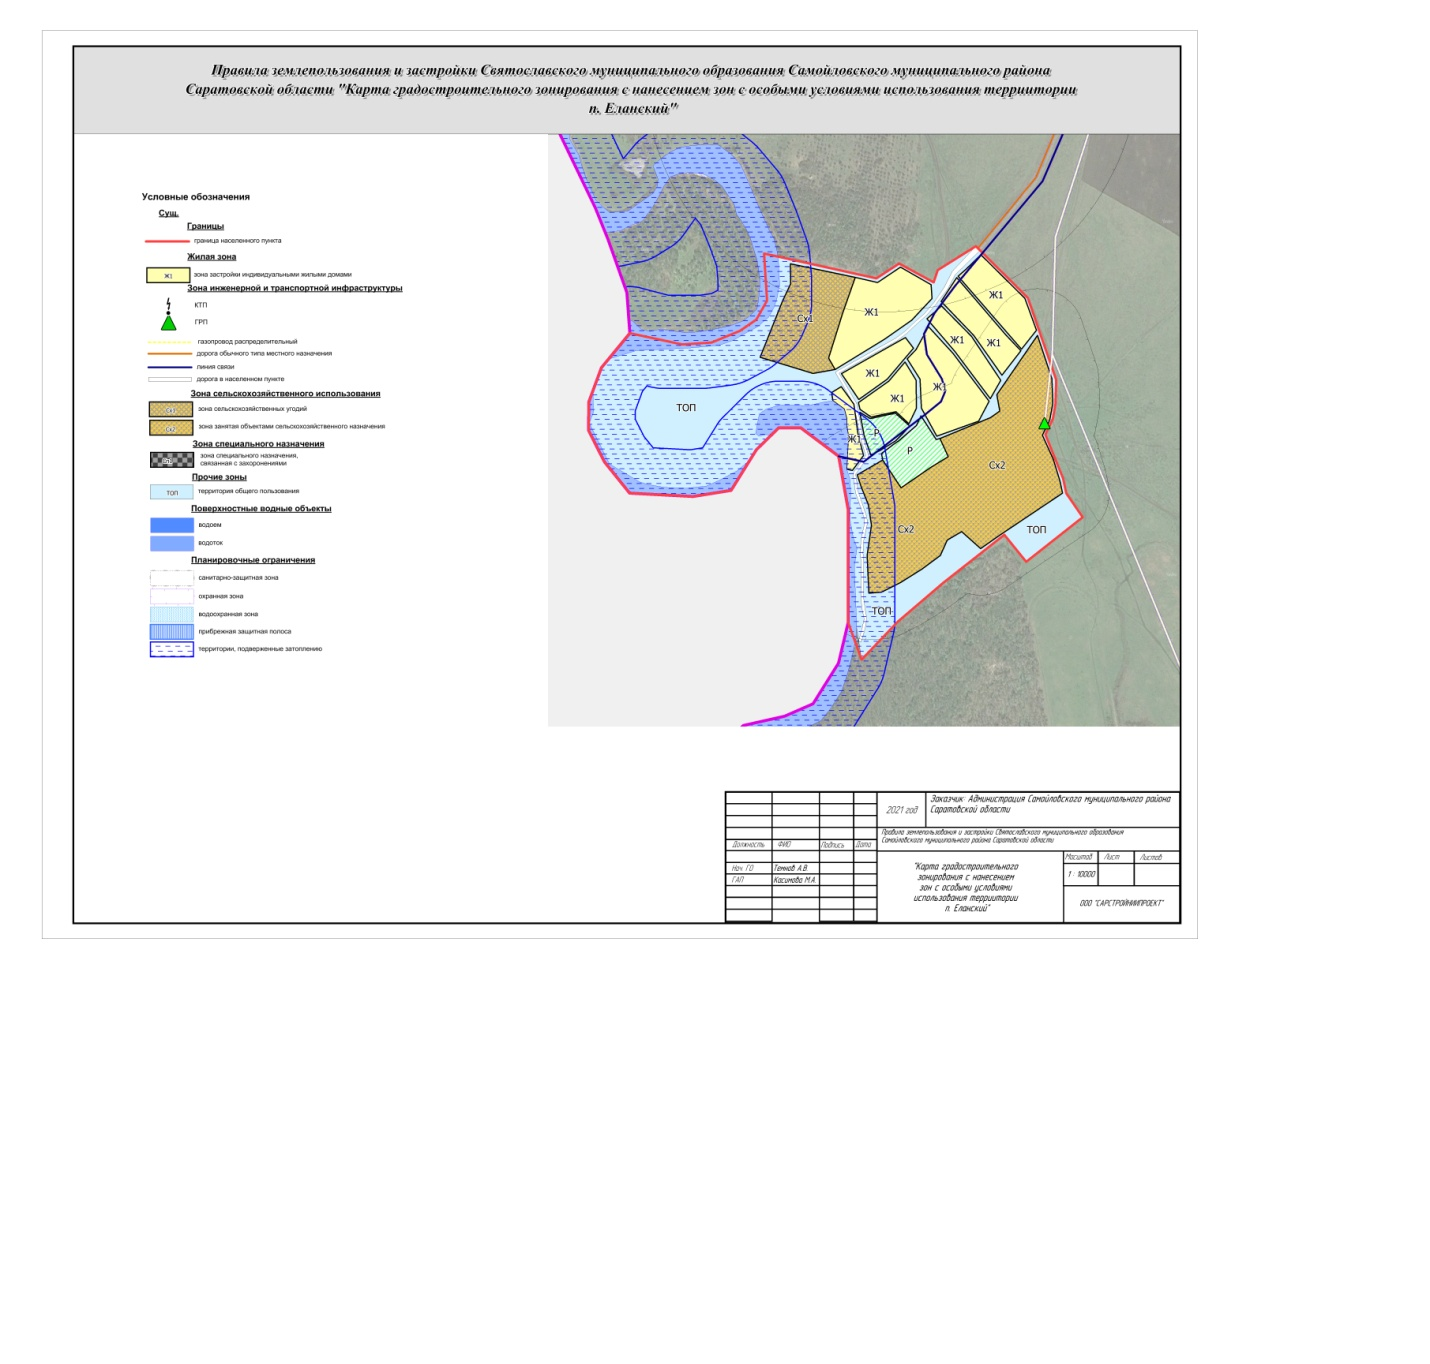 Правила землепользования и застройки Святославского муниципального образования Самойловского муниципального района
Саратовской области "Карта градостроительного зонирования с нанесением зон с особыми условиями использования терриитории
п. Еланский"
Условные обозначения
Сущ.
Границы
граница населенного пункта
Жилая зона
Ж1
зона застройки индивидуальными жилыми домами
Зона инженерной и транспортной инфраструктуры
КТП
ГРП
газопровод распределительный
дорога обычного типа местного назначения
линия связи
дорога в населенном пункте
Зона сельскохозяйственного использования
Сх1
зона сельскохозяйственных угодий
Сх2
зона занятая объектами сельскохозяйственного назначения
Зона специального назначения
зона специального назначения,
связанная с захоронениями
Прочие зоны
ТОП
территория общего пользования
Поверхностные водные объекты
водоем
водоток
Планировочные ограничения
санитарно-защитная зона
охранная зона
водоохранная зона
прибрежная защитная полоса
территории, подверженные затоплению
Ж1
Сх1
Ж1
Ж1
Ж1
Ж1
Ж1
Ж1
ТОП
Р
Ж1
Р
Сх2
Сх2
ТОП
ТОП
2021 год
Заказчик: Администрация Самойловского муниципального района
Саратовской области
Правила землепользования и застройки Святославского муниципального образования
Самойловского муниципального района Саратовской области
Должность ФИО Подпись Дата
Нач. ГО Темнов А.В.
ГАП Касимова М.А.
"Карта градостроительного
зонирования с нанесением
зон с особыми условиями
использования терриитории
п. Еланский"
Масштаб Лист Листов
1 : 10000
ООО "САРСТРОЙНИИПРОЕКТ"